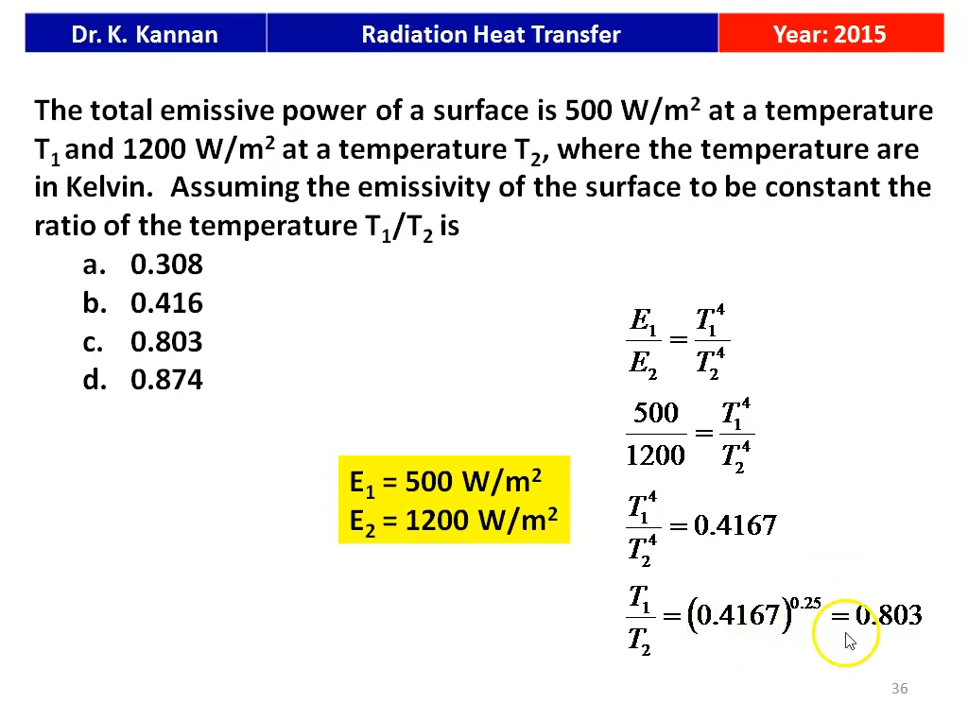 Dr. K. Kannan
Radiation Heat Transfer
Year: 2015
The total emissive power of a surface is 500 W/m² at a temperature
T₁ and 1200 W/m² at a temperature T₂, where the temperature are
in Kelvin. Assuming the emissivity of the surface to be constant the
ratio of the temperature T₁/T₂ is
a. 0.308
b. 0.416
c. 0.803
d. 0.874
E₁ = 500 W/m²
E₂ = 1200 W/m²
E₁/E₂ = T₁⁴/T₂⁴
500/1200 = T₁⁴/T₂⁴
T₁⁴/T₂⁴ = 0.4167
T₁/T₂ = (0.4167)^0.25 = 0.803
36